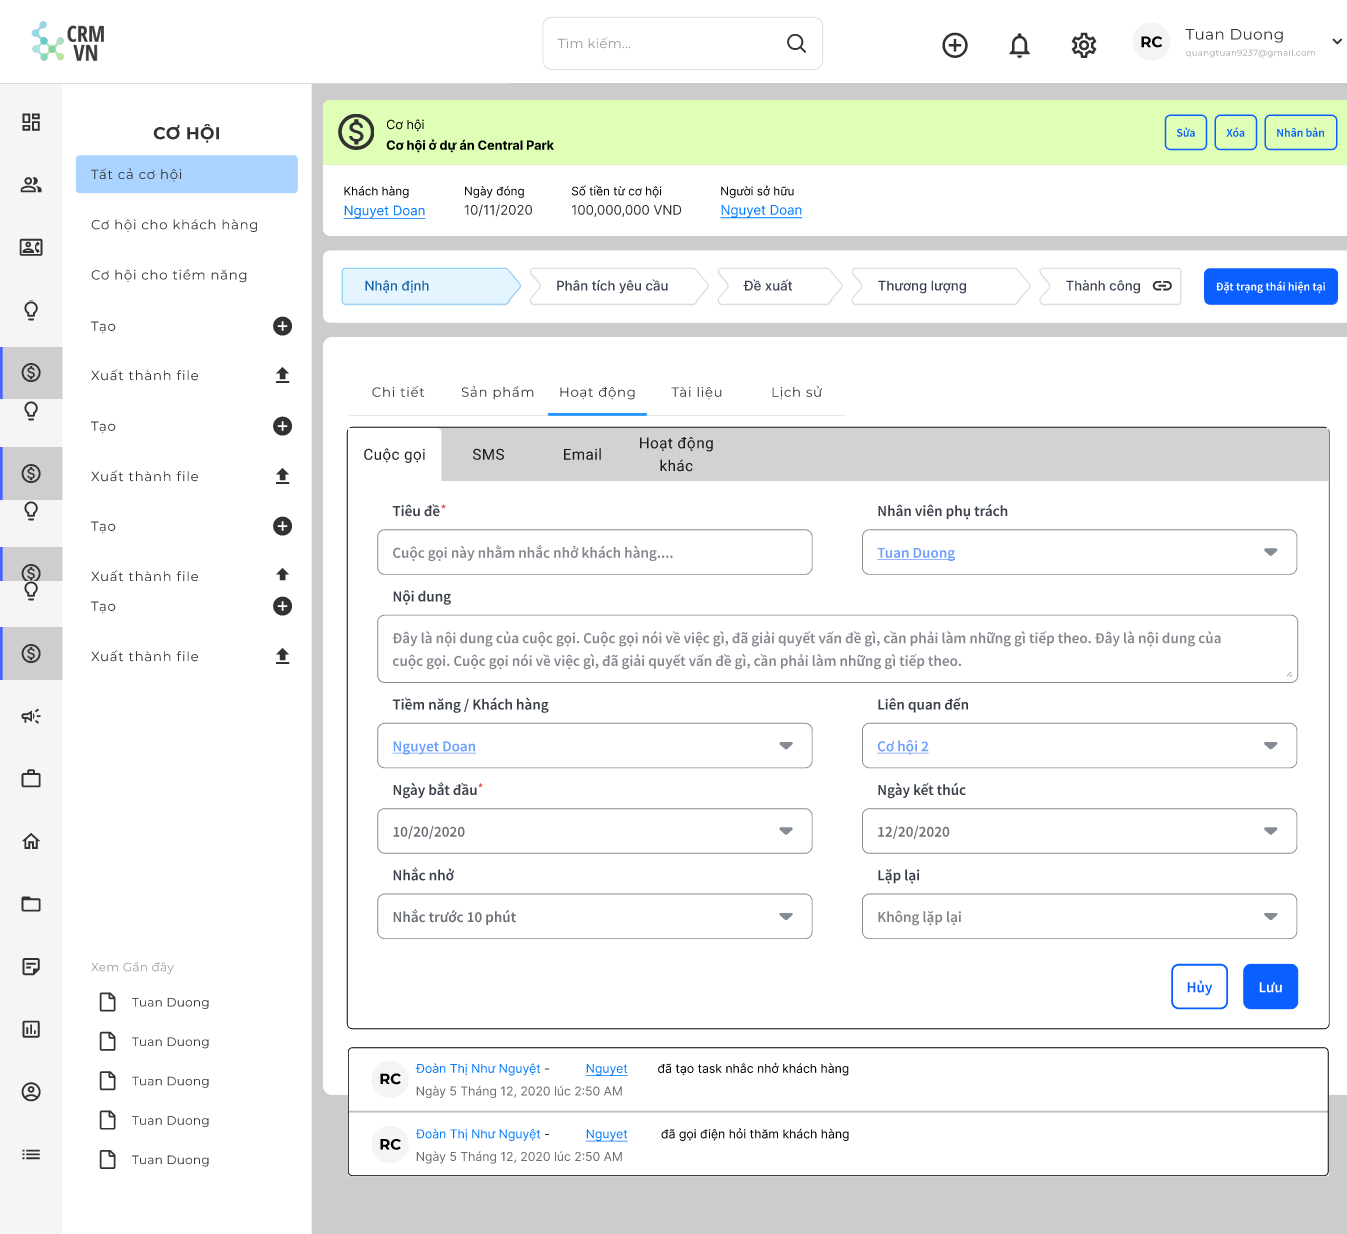 CRM
VN
Tìm kiếm...
RC
Tuan Duong
quangtuan9237@gmail.com
CƠ HỘI
Tất cả cơ hội
Cơ hội cho khách hàng
Cơ hội cho tiềm năng
Tạo
Xuất thành file
Tạo
Xuất thành file
Tạo
Xuất thành file
Tạo
Xuất thành file
Xem Gần đây
Tuan Duong
Tuan Duong
Tuan Duong
Tuan Duong
Tuan Duong
Cơ hội
Cơ hội ở dự án Central Park
Sửa
Xóa
Nhân bản
Khách hàng
Ngày đóng
Số tiền từ cơ hội
Người sở hữu
Nguyet Doan
10/11/2020
100,000,000 VND
Nguyet Doan
Nhận định
Phân tích yêu cầu
Đề xuất
Thương lượng
Thành công
Đặt trạng thái hiện tại
Chi tiết
Sản phẩm
Hoạt động
Tài liệu
Lịch sử
Cuộc gọi
SMS
Email
Hoạt động
khác
Tiêu đề*
Nhân viên phụ trách
Cuộc gọi này nhằm nhắc nhở khách hàng....
Tuan Duong
Nội dung
Đây là nội dung của cuộc gọi. Cuộc gọi nói về việc gì, đã giải quyết vấn đề gì, cần phải làm những gì tiếp theo. Đây là nội dung của
cuộc gọi. Cuộc gọi nói về việc gì, đã giải quyết vấn đề gì, cần phải làm những gì tiếp theo.
Tiềm năng / Khách hàng
Liên quan đến
Nguyet Doan
Cơ hội 2
Ngày bắt đầu*
Ngày kết thúc
10/20/2020
12/20/2020
Nhắc nhở
Lặp lại
Nhắc trước 10 phút
Không lặp lại
Hủy
Lưu
RC
Đoàn Thị Như Nguyệt -
Nguyet
đã tạo task nhắc nhở khách hàng
Ngày 5 Tháng 12, 2020 lúc 2:50 AM
RC
Đoàn Thị Như Nguyệt -
Nguyet
đã gọi điện hỏi thăm khách hàng
Ngày 5 Tháng 12, 2020 lúc 2:50 AM